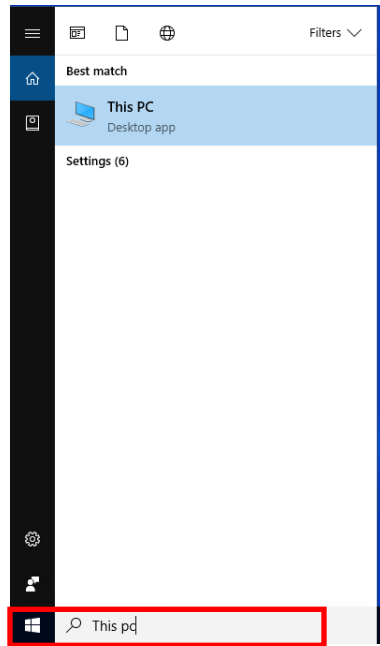 Filters
Best match
This PC
Desktop app
Settings (6)
This pc